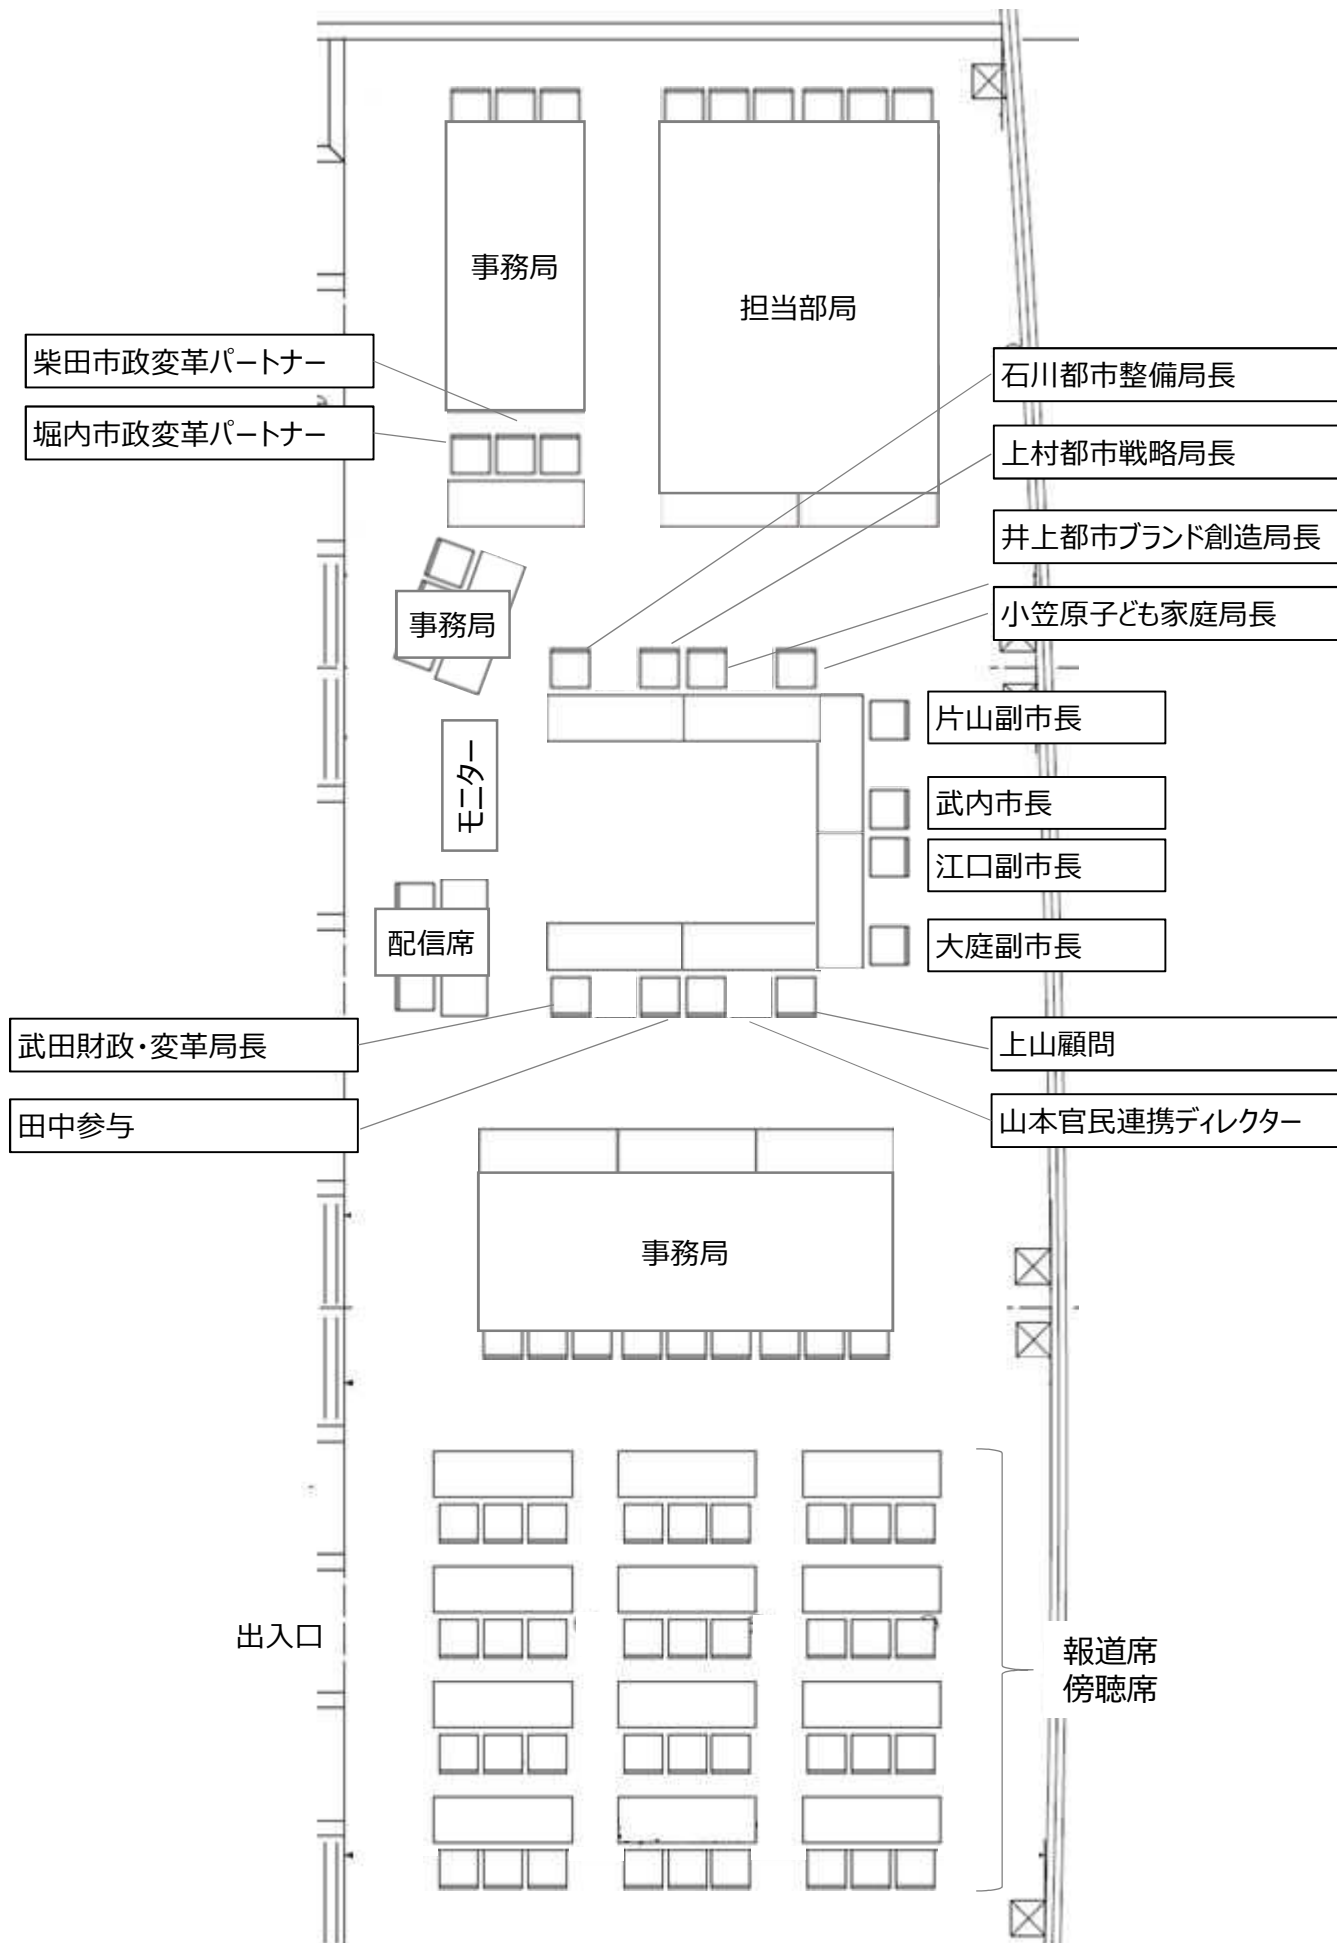 事務局
担当部局
柴田市政変革パートナー
堀内市政変革パートナー
石川都市整備局長
上村都市戦略局長
井上都市ブランド創造局長
小笠原子ども家庭局長
事務局
片山副市長
モニター
武内市長
江口副市長
配信席
大庭副市長
武田財政・変革局長
上山顧問
田中参与
山本官民連携ディレクター
事務局
出入口
報道席
傍聴席